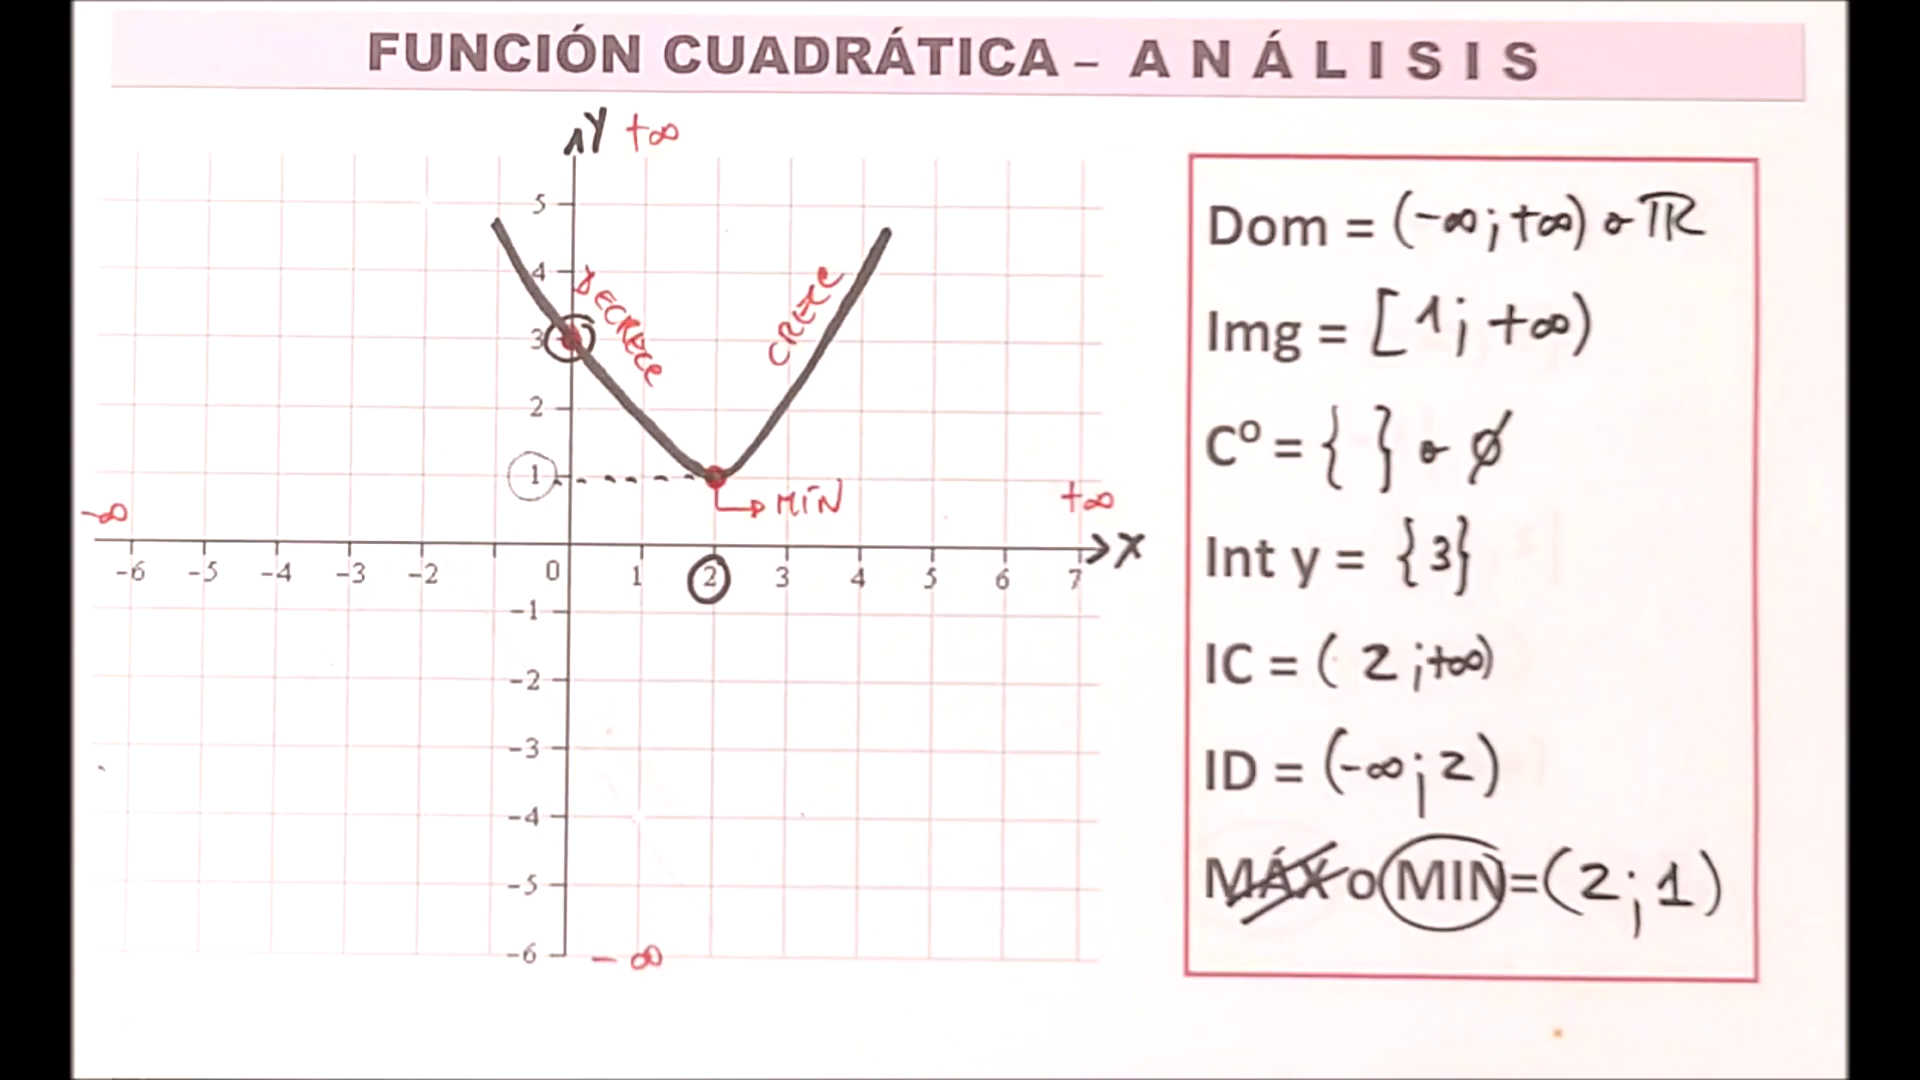 FUNCIÓN CUADRÁTICA – ANÁLISIS
Y +∞
5
4
3
2
1
DECRECE
CRECE
MÍN
-∞
+∞
X
-6 -5 -4 -3 -2 0 1 2 3 4 5 6 7
-1
-2
-3
-4
-5
-6
-∞
Dom = (-∞;+∞) o ℝ
Img = [1; +∞)
Cº = { } o ∅
Int y = {3}
IC = (2;+∞)
ID = (-∞;2)
MÁX o MIN=(2;1)